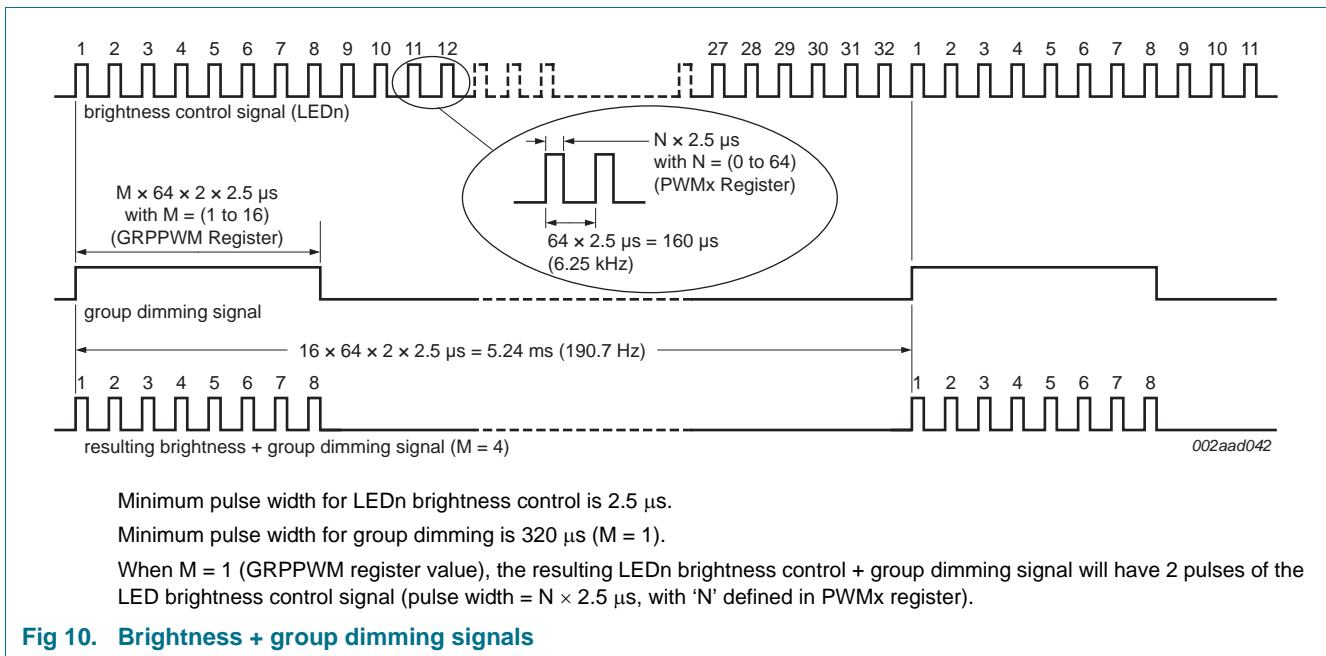 1 2 3 4 5 6 7 8 9 10 11 12 27 28 29 30 31 32 1 2 3 4 5 6 7 8 9 10 11
brightness control signal (LEDn)
N × 2.5 μs
with N = (0 to 64)
(PWMx Register)
64 × 2.5 μs = 160 μs
(6.25 kHz)
M × 64 × 2 × 2.5 μs
with M = (1 to 16)
(GRPPWM Register)
group dimming signal
16 × 64 × 2 × 2.5 μs = 5.24 ms (190.7 Hz)
1 2 3 4 5 6 7 8 1 2 3 4 5 6 7 8
resulting brightness + group dimming signal (M = 4)
002aad042
Minimum pulse width for LEDn brightness control is 2.5 μs.
Minimum pulse width for group dimming is 320 μs (M = 1).
When M = 1 (GRPPWM register value), the resulting LEDn brightness control + group dimming signal will have 2 pulses of the
LED brightness control signal (pulse width = N × 2.5 μs, with ‘N’ defined in PWMx register).
Fig 10. Brightness + group dimming signals